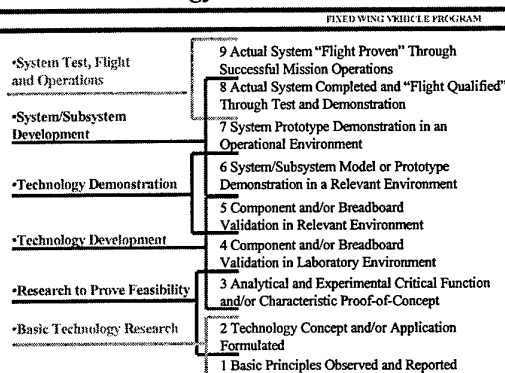 FIXED WING VEHICLE PROGRAM
•System Test, Flight
and Operations
•System/Subsystem
Development
•Technology Demonstration
•Technology Development
•Research to Prove Feasibility
•Basic Technology Research
9 Actual System “Flight Proven” Through
Successful Mission Operations
8 Actual System Completed and “Flight Qualified”
Through Test and Demonstration
7 System Prototype Demonstration in an
Operational Environment
6 System/Subsystem Model or Prototype
Demonstration in a Relevant Environment
5 Component and/or Breadboard
Validation in Relevant Environment
4 Component and/or Breadboard
Validation in Laboratory Environment
3 Analytical and Experimental Critical Function
and/or Characteristic Proof-of-Concept
2 Technology Concept and/or Application
Formulated
1 Basic Principles Observed and Reported